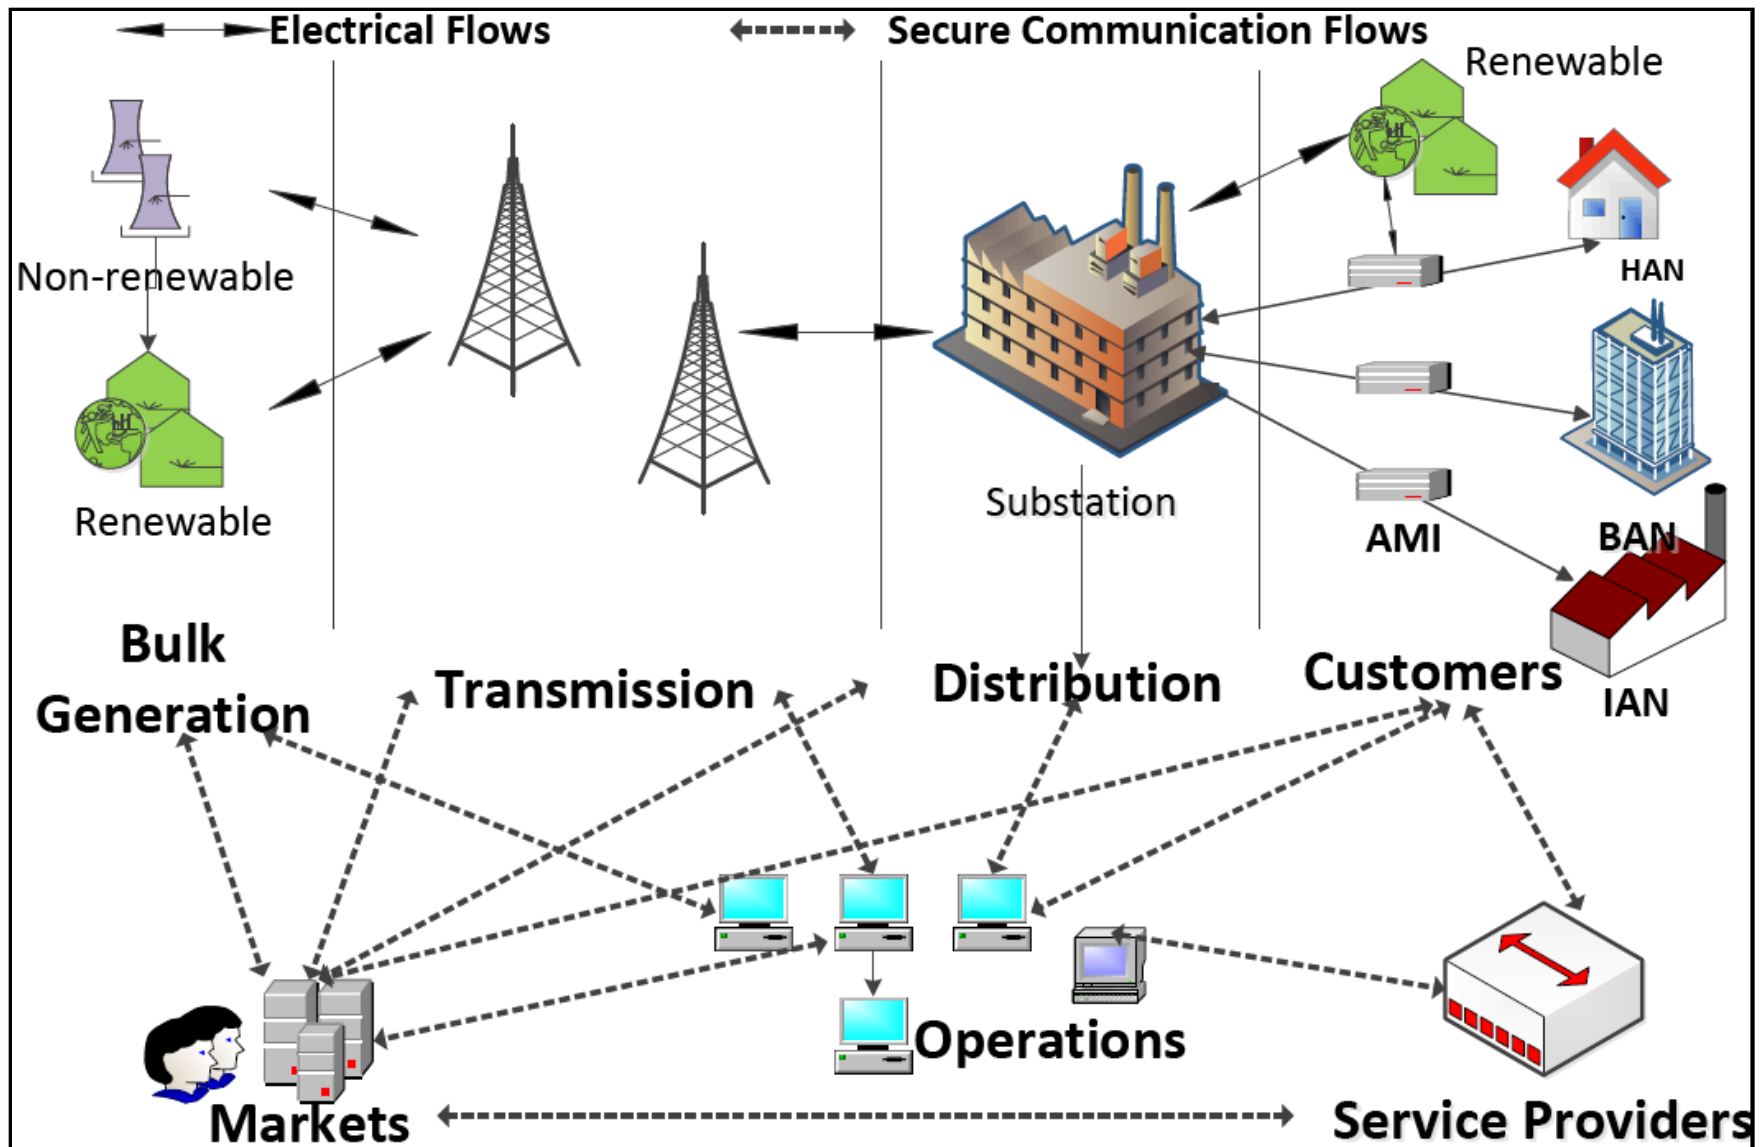 Electrical Flows
Secure Communication Flows
Renewable
Non-renewable
HAN
Renewable
Substation
AMI
BAN
Bulk
Generation
Transmission
Distribution
Customers
IAN
Operations
Markets
Service Providers